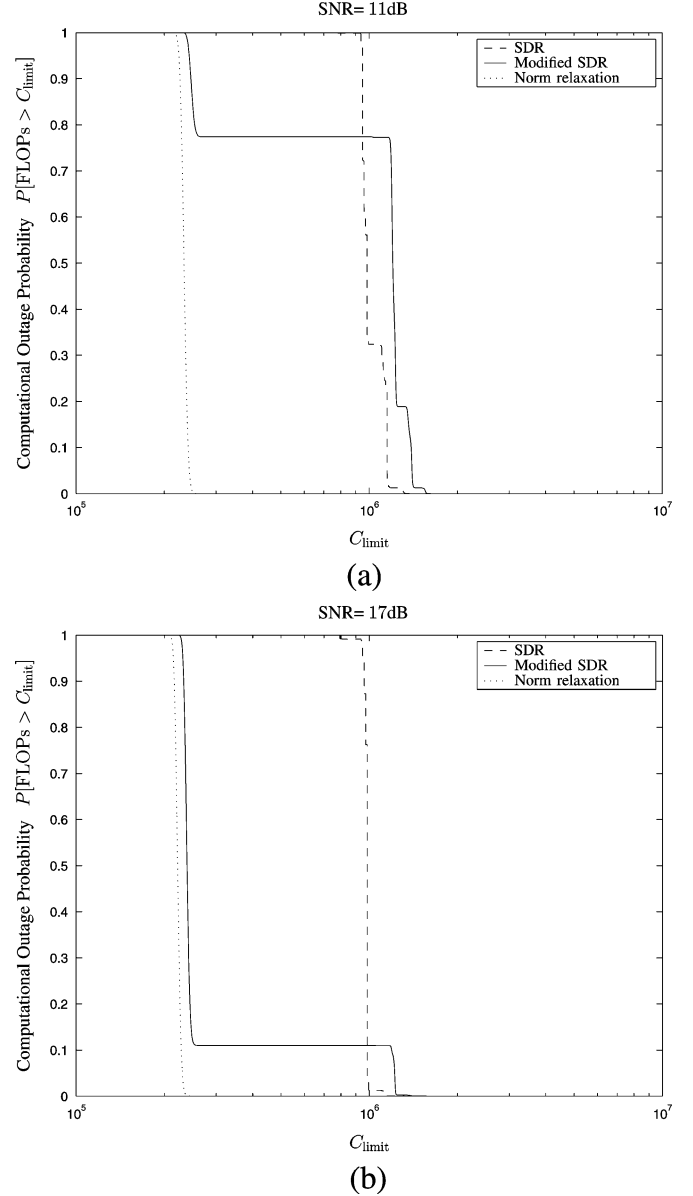 SNR= 11dB
Computational Outage Probability P[FLOPs > C_limit]
1
0.9
0.8
0.7
0.6
0.5
0.4
0.3
0.2
0.1
0
SDR
Modified SDR
Norm relaxation
10^5
10^6
10^7
C_limit
(a)
SNR= 17dB
Computational Outage Probability P[FLOPs > C_limit]
1
0.9
0.8
0.7
0.6
0.5
0.4
0.3
0.2
0.1
0
SDR
Modified SDR
Norm relaxation
10^5
10^6
10^7
C_limit
(b)